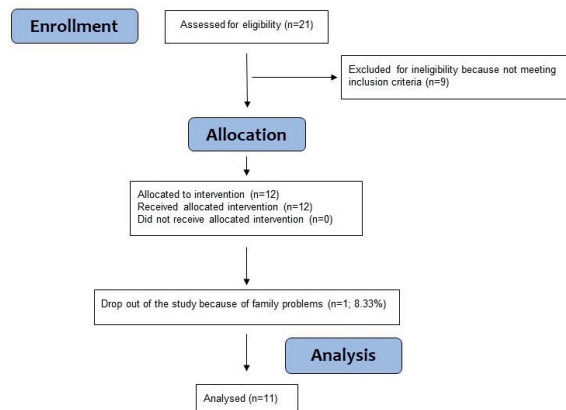 Enrollment
Assessed for eligibility (n=21)
Excluded for ineligibility because not meeting
inclusion criteria (n=9)
Allocation
Allocated to intervention (n=12)
Received allocated intervention (n=12)
Did not receive allocated intervention (n=0)
Drop out of the study because of family problems (n=1; 8.33%)
Analysis
Analysed (n=11)